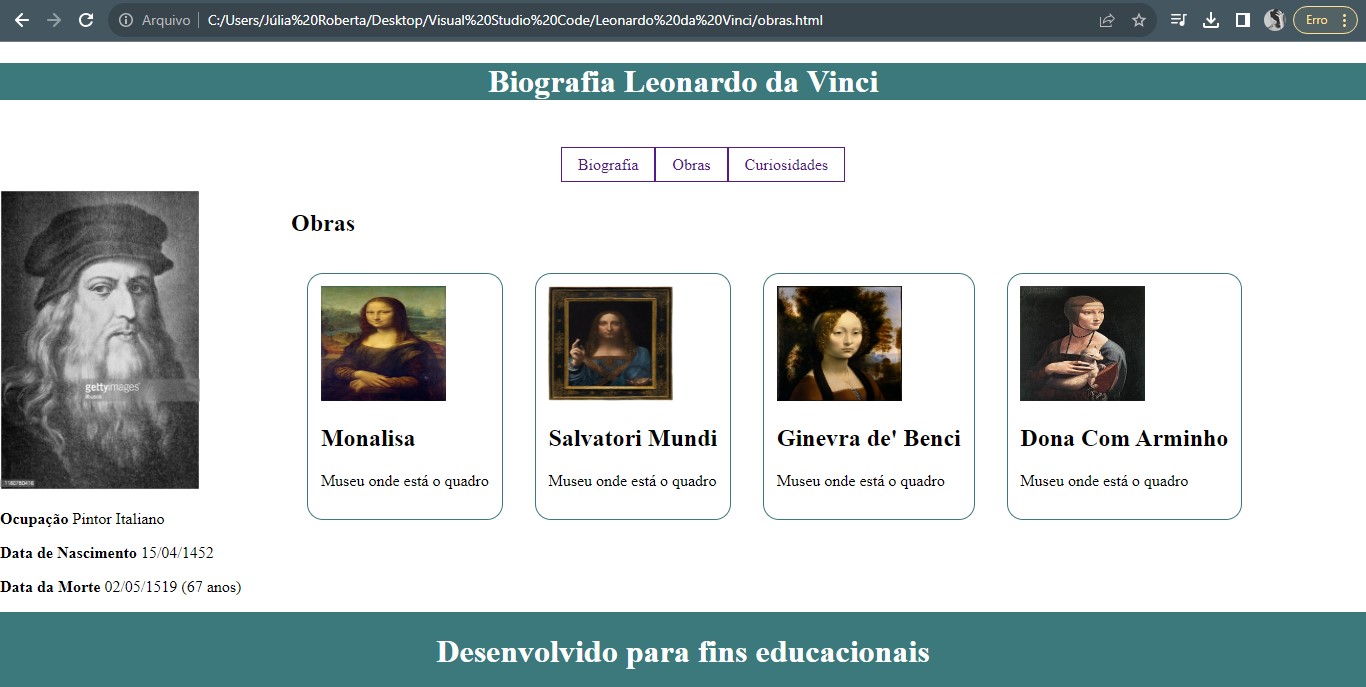 Arquivo C:/Users/Júlia%20Roberta/Desktop/Visual%20Studio%20Code/Leonardo%20da%20Vinci/obras.html Erro
Biografia Leonardo da Vinci
Biografia Obras Curiosidades
Obras
gettyimages
Monalisa
Museu onde está o quadro
Salvatori Mundi
Museu onde está o quadro
Ginevra de' Benci
Museu onde está o quadro
Dona Com Arminho
Museu onde está o quadro
Ocupação Pintor Italiano
Data de Nascimento 15/04/1452
Data da Morte 02/05/1519 (67 anos)
Desenvolvido para fins educacionais